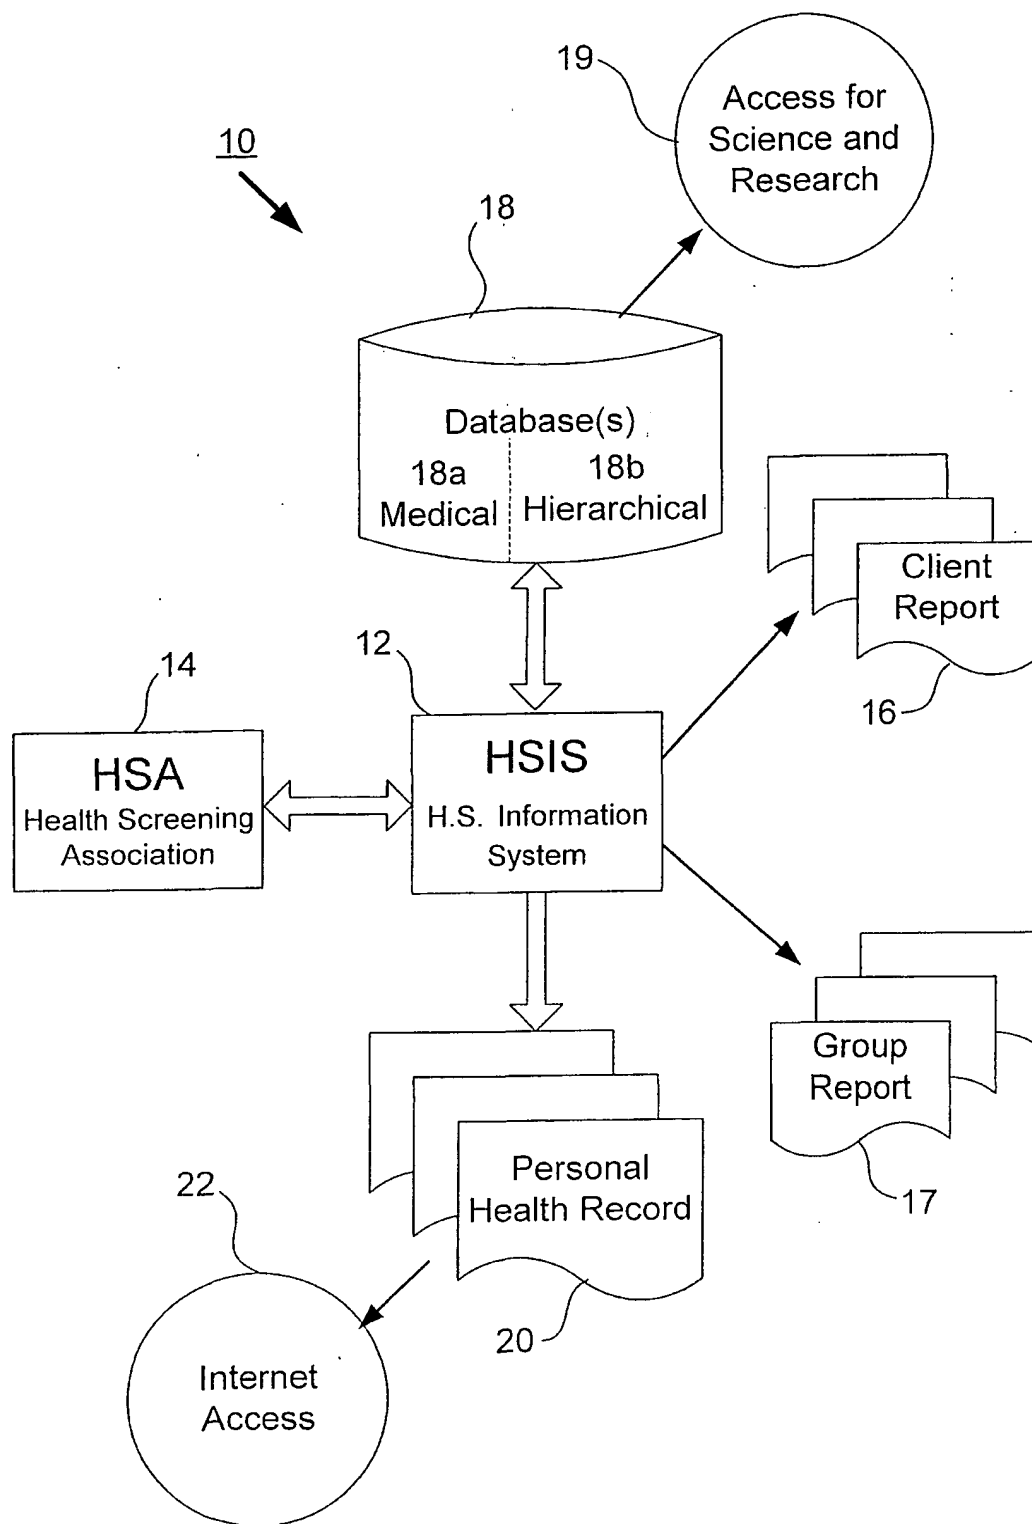 19
Access for
Science and
Research
10
18
Database(s)
18a
Medical
18b
Hierarchical
Client
Report
16
12
14
HSA
Health Screening
Association
HSIS
H.S. Information
System
Group
Report
17
Personal
Health Record
20
22
Internet
Access